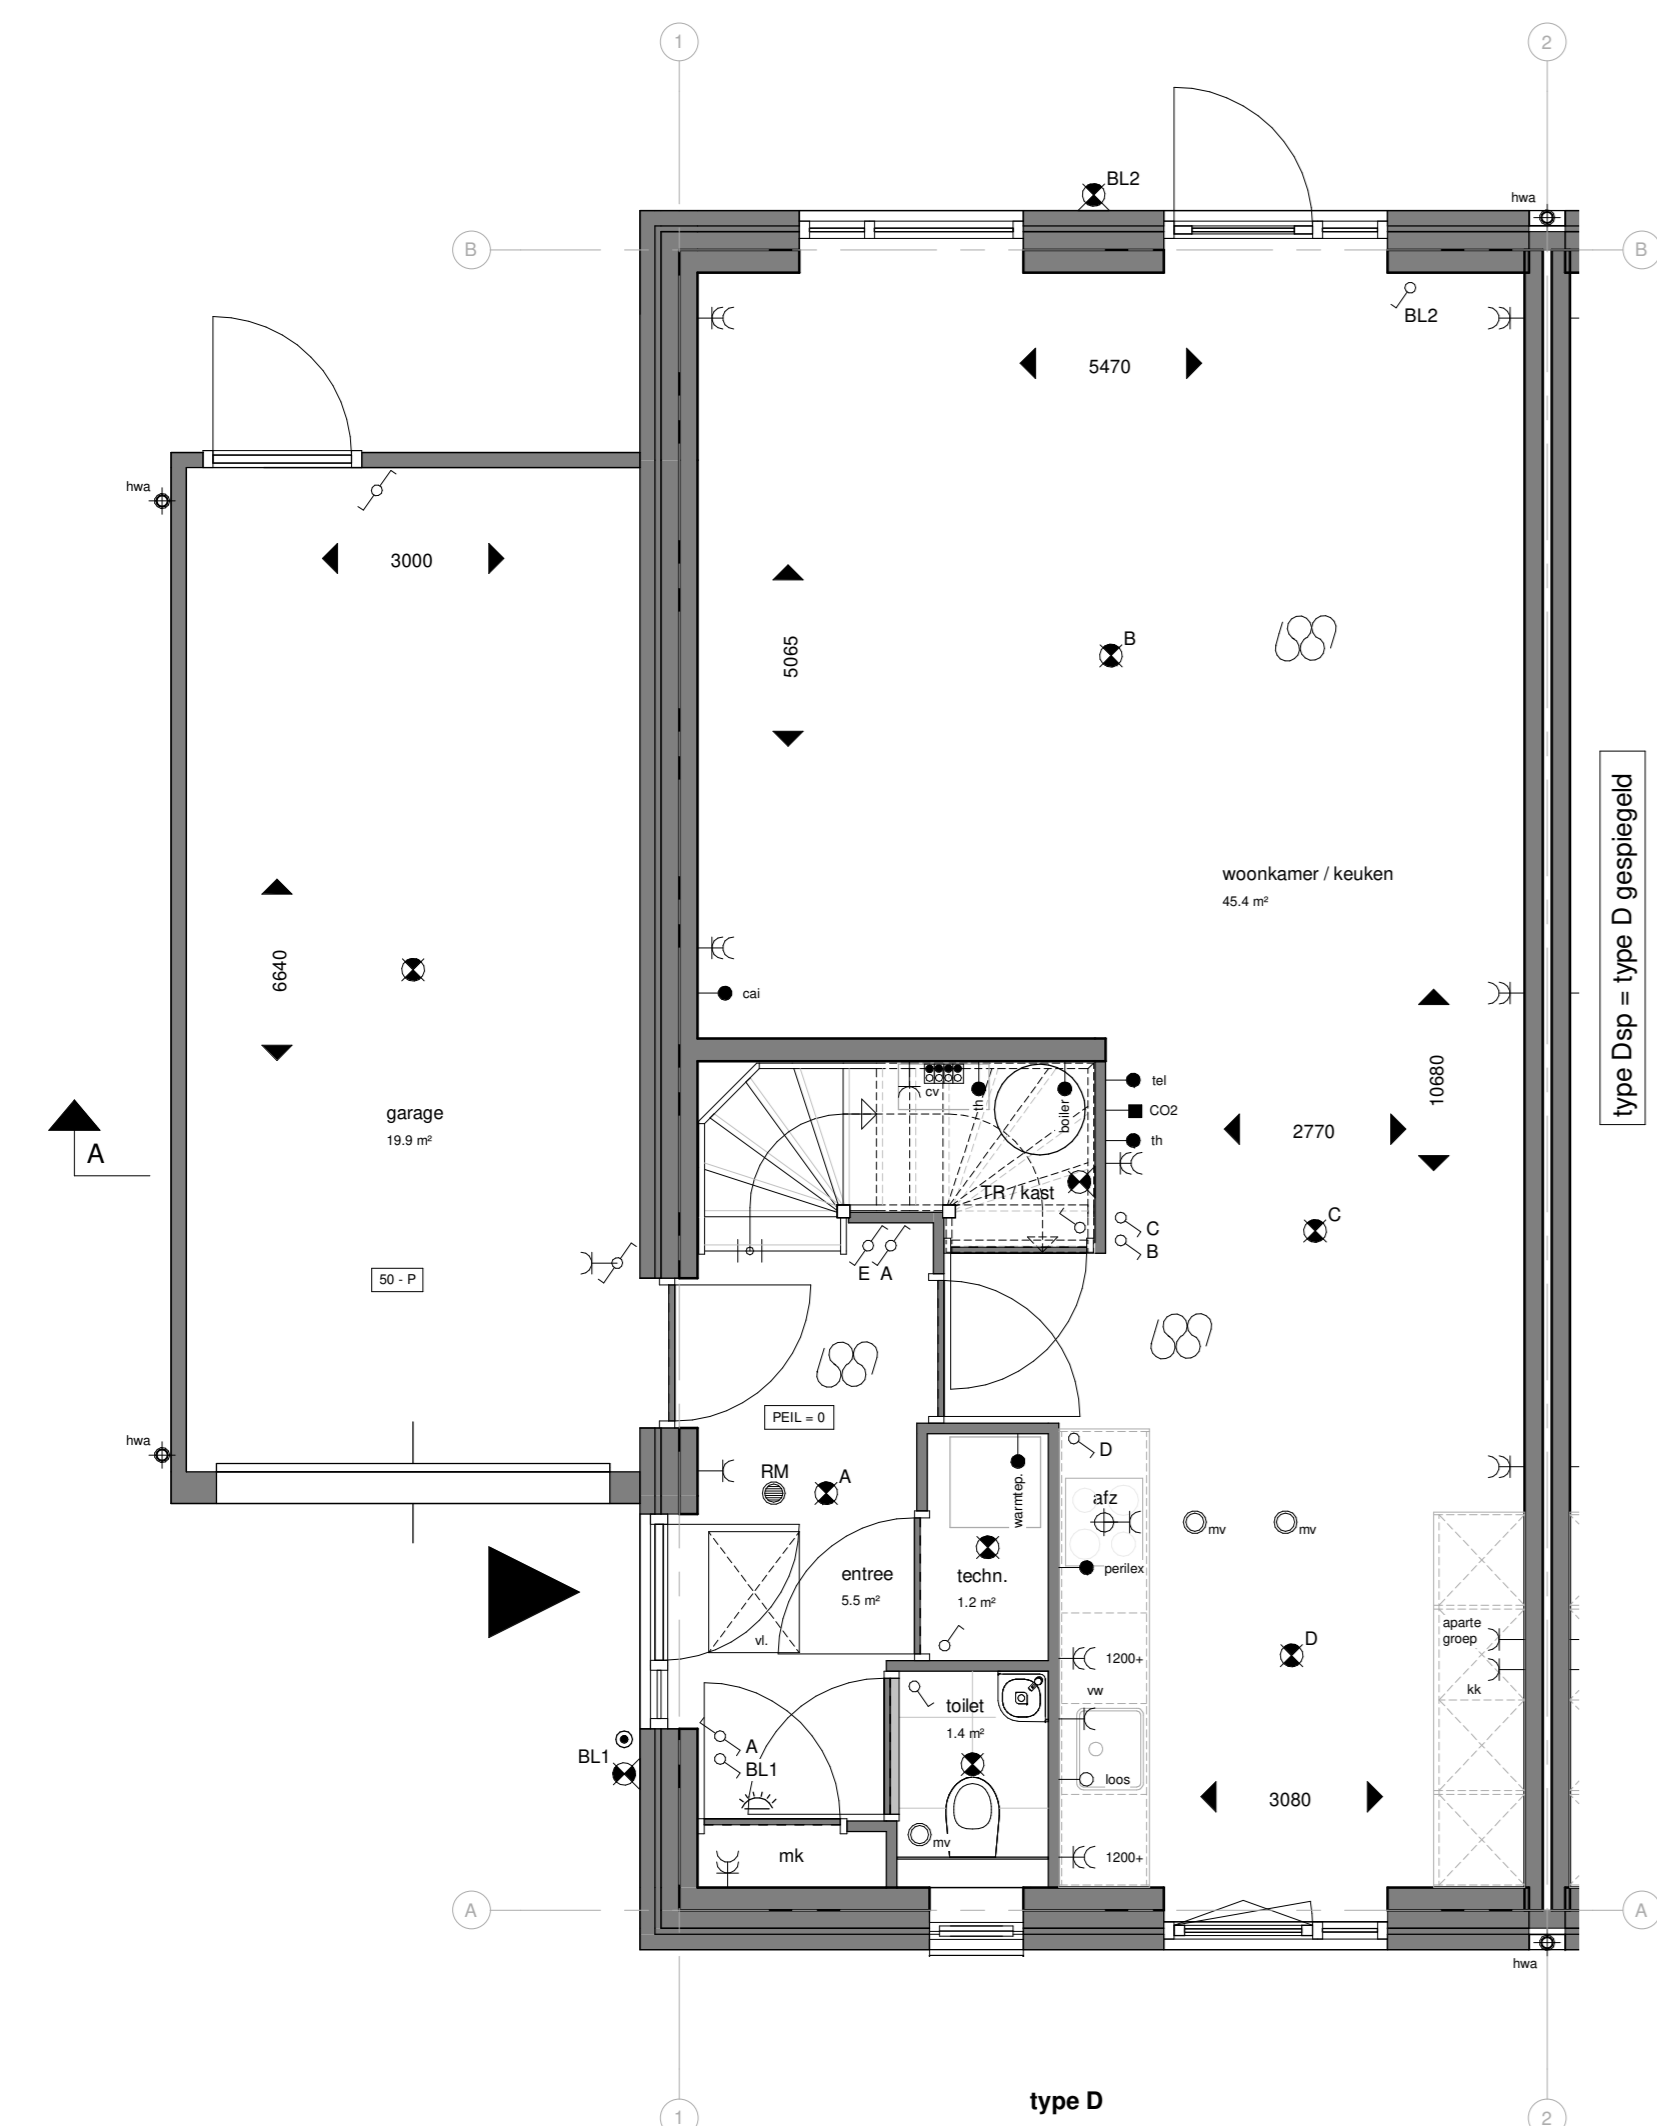 1
2
BL2
hwa
B
B
BL2
5470
hwa
3000
5065
B
type Dsp = type D gespiegeld
woonkamer / keuken
45.4 m²
6640
cai
10680
tel
cv
th
boiler
CO2
garage
19.9 m²
2770
th
A
TR / kast
C
C
B
E A
50 - P
PEIL = 0
D
hwa
RM
A
warmtep.
afz
mv
mv
perilex
entree
5.5 m²
techn.
1.2 m²
aparte
groep
vl.
D
1200+
vw
kk
toilet
1.4 m²
A
BL1
BL1
loos
3080
mv
mk
1200+
A
A
hwa
type D
1
2